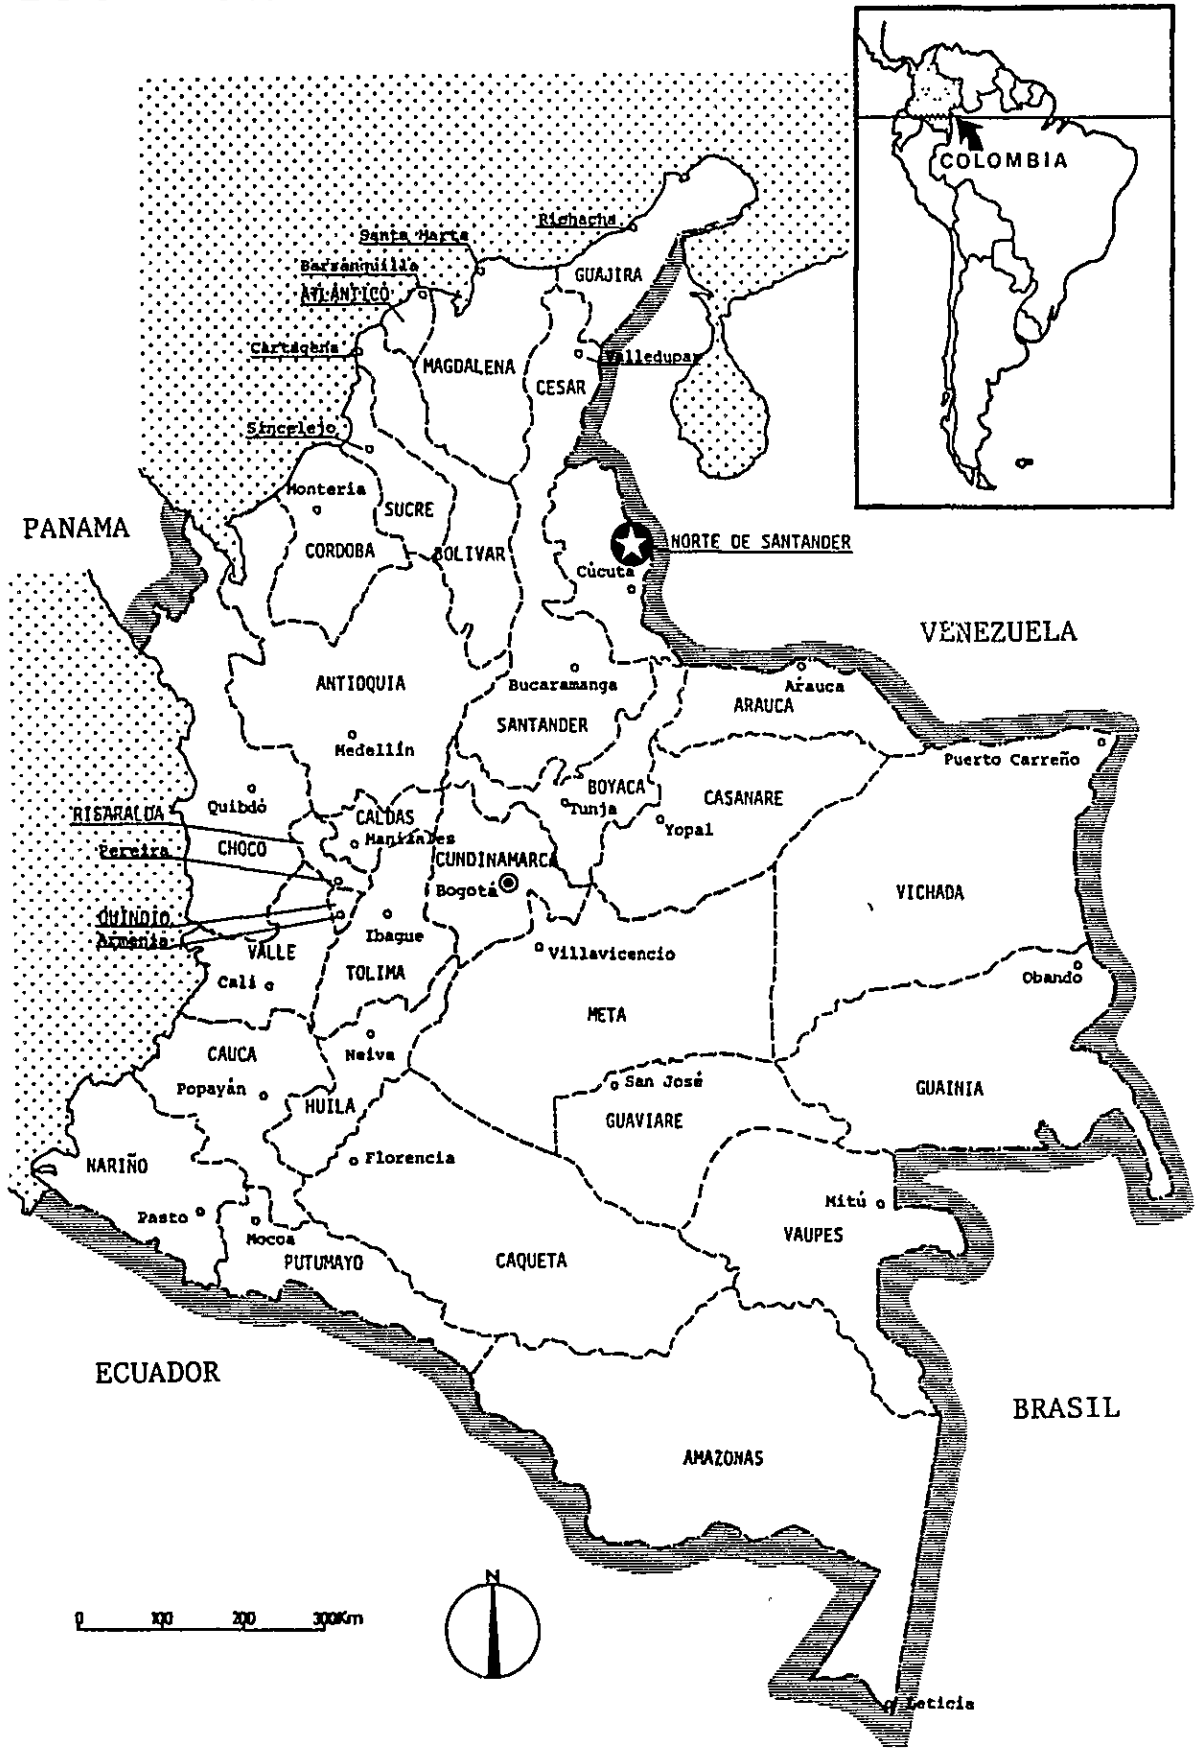 COLOMBIA
Riohacha
Santa Marta
Barranquilla
ATLÁNTICO
GUAJIRA
Cartagena
MAGDALENA
Valledupar
CESAR
Sincelejo
Montería
SUCRE
PANAMA
CORDOBA
BOLIVAR
NORTE DE SANTANDER
Cúcuta
VENEZUELA
ANTIOQUIA
Bucaramanga
Arauca
ARAUCA
SANTANDER
Medellín
Puerto Carreño
BOYACA
CASANARE
Quibdó
Tunja
RISARALDA
CALDAS
Yopal
Manizales
CHOCO
Pereira
CUNDINAMARCA
Bogotá
VICHADA
QUINDIO
Armenia
Ibague
VALLE
Villavicencio
TOLIMA
Cali
Obando
META
CAUCA
Neiva
Popayán
San José
GUAINIA
HUILA
GUAVIARE
NARIÑO
Florencia
Mitú
Pasto
VAUPES
Mocoa
PUTUMAYO
CAQUETA
ECUADOR
BRASIL
AMAZONAS
N
0 100 200 300Km
Leticia